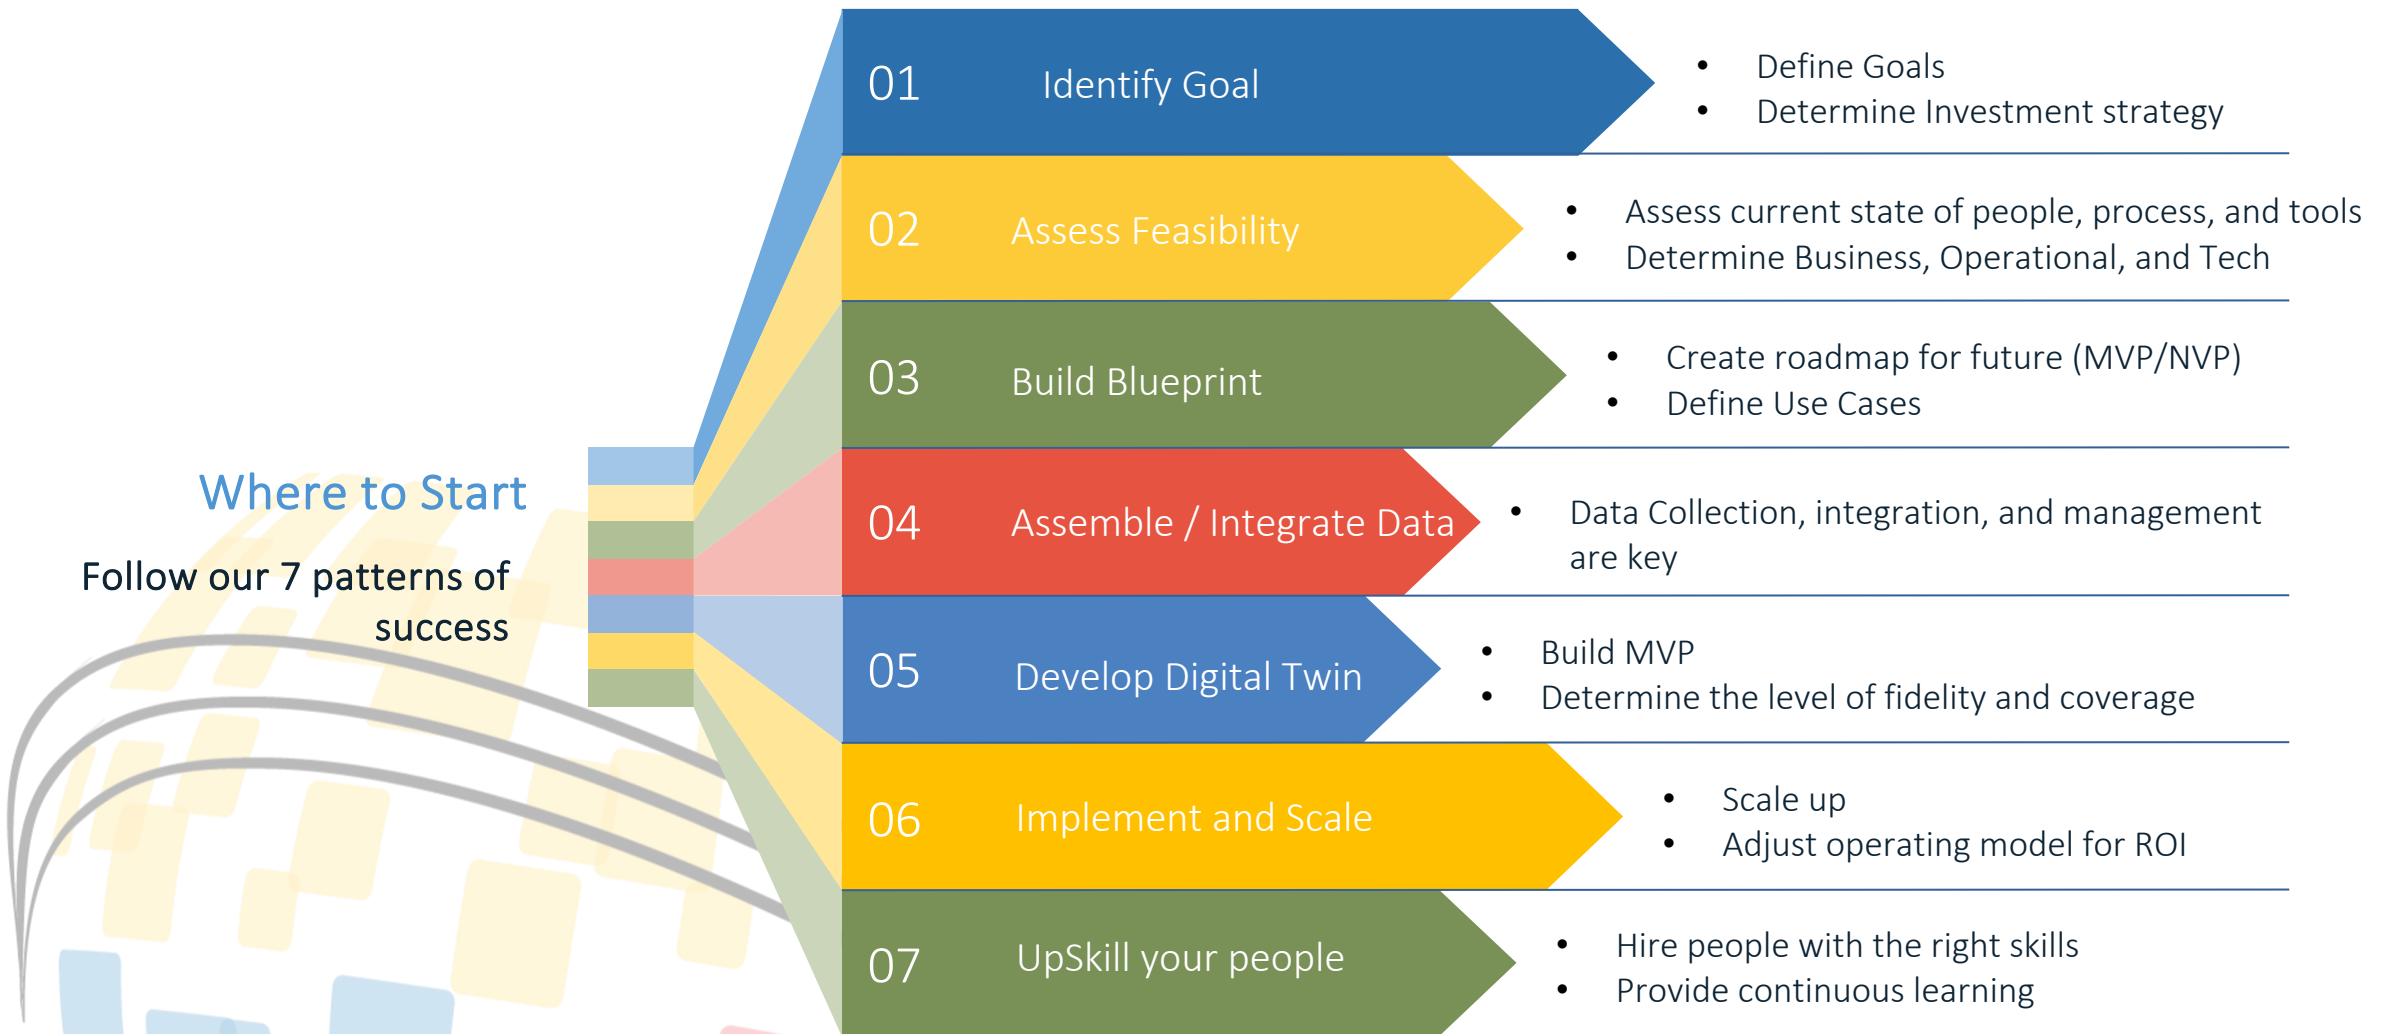 Where to Start
Follow our 7 patterns of
success
01 Identify Goal
• Define Goals
• Determine Investment strategy
02 Assess Feasibility
• Assess current state of people, process, and tools
• Determine Business, Operational, and Tech
03 Build Blueprint
• Create roadmap for future (MVP/NVP)
• Define Use Cases
04 Assemble / Integrate Data
• Data Collection, integration, and management
are key
05 Develop Digital Twin
• Build MVP
• Determine the level of fidelity and coverage
06 Implement and Scale
• Scale up
• Adjust operating model for ROI
07 UpSkill your people
• Hire people with the right skills
• Provide continuous learning